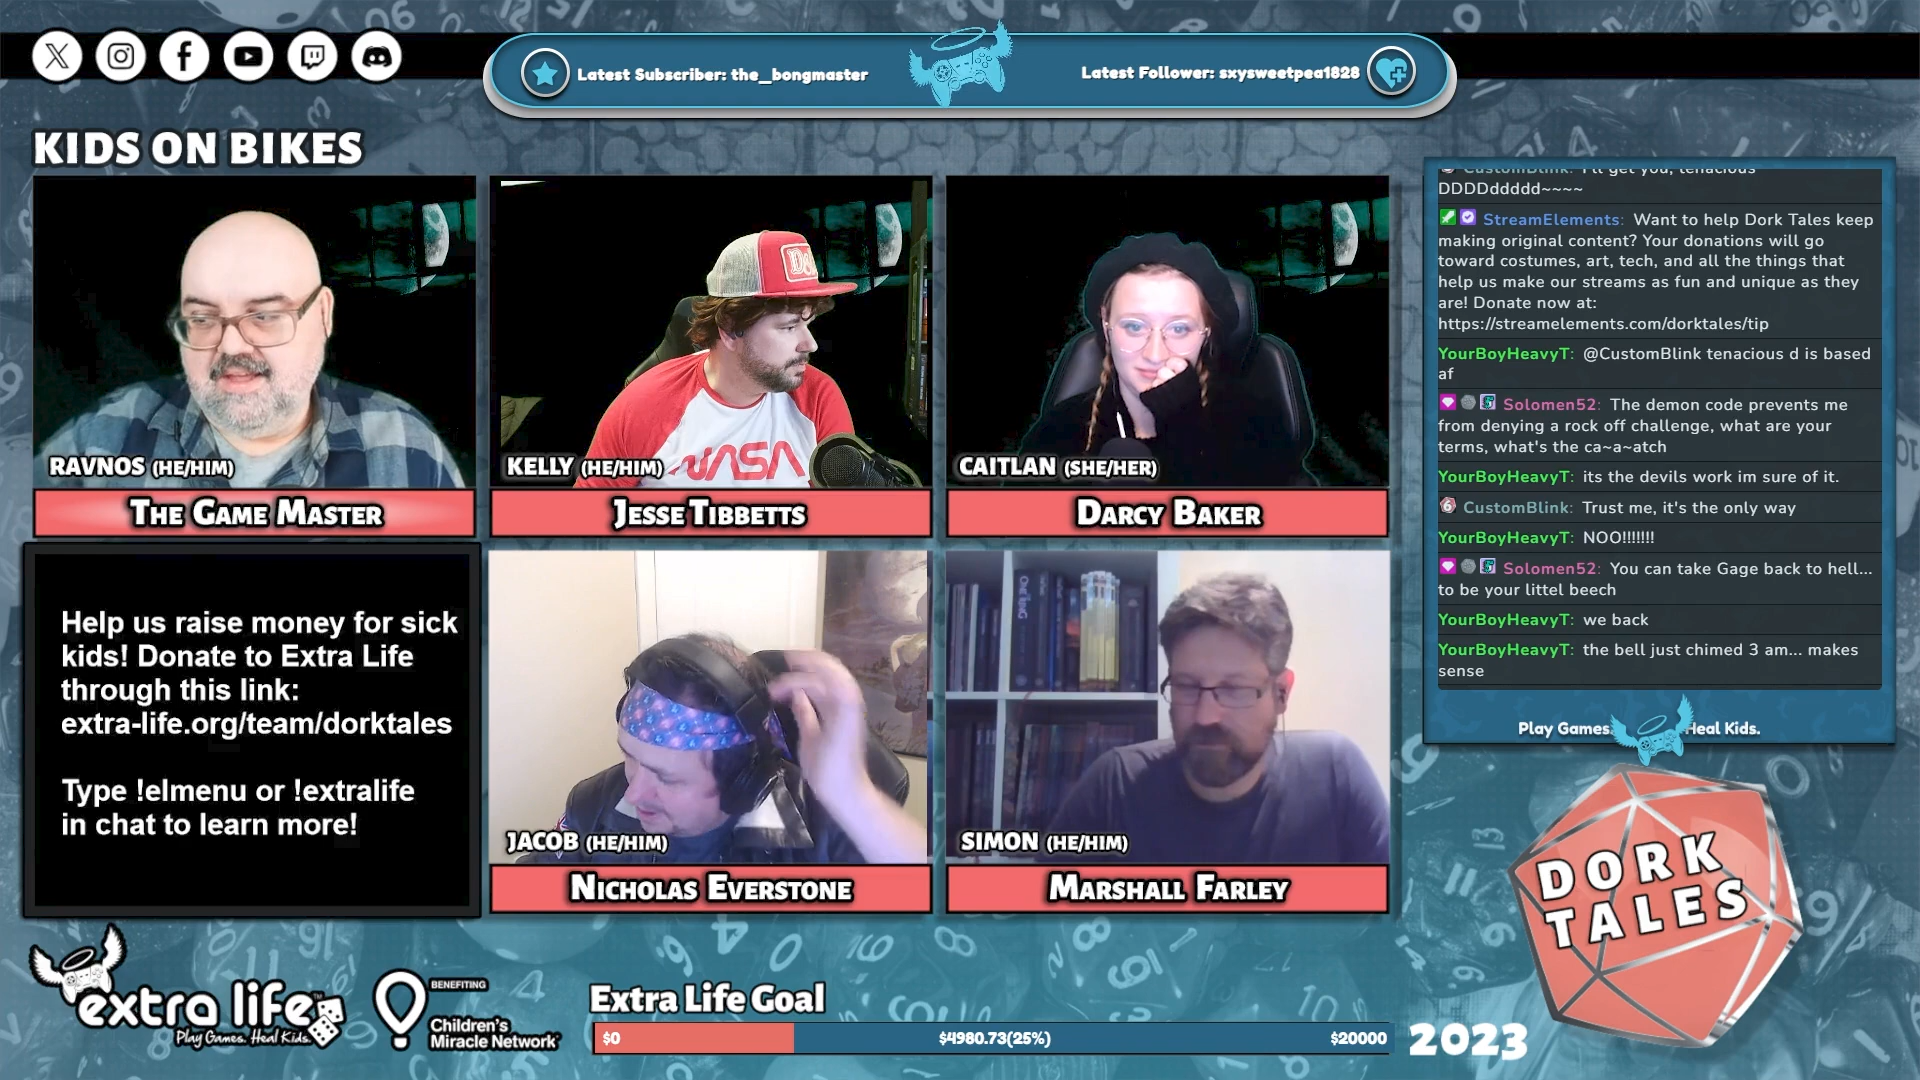 Latest Subscriber: the_bongmaster
Latest Follower: sxysweetpea1828
KIDS ON BIKES
RAVNOS (HE/HIM)
THE GAME MASTER
NASA
KELLY (HE/HIM)
JESSE TIBBETTS
CAITLAN (SHE/HER)
DARCY BAKER
Help us raise money for sick
kids! Donate to Extra Life
through this link:
extra-life.org/team/dorktales
Type !elmenu or !extralife
in chat to learn more!
JACOB (HE/HIM)
NICHOLAS EVERSTONE
SIMON (HE/HIM)
MARSHALL FARLEY
CustomBlink: I'll get you, tenacious
DDDDddddd~~~~
StreamElements: Want to help Dork Tales keep
making original content? Your donations will go
toward costumes, art, tech, and all the things that
help us make our streams as fun and unique as they
are! Donate now at:
https://streamelements.com/dorktales/tip
YourBoyHeavyT: @CustomBlink tenacious d is based
af
Solomen52: The demon code prevents me
from denying a rock off challenge, what are your
terms, what's the ca~a~atch
YourBoyHeavyT: its the devils work im sure of it.
CustomBlink: Trust me, it's the only way
YourBoyHeavyT: NOO!!!!!!!
Solomen52: You can take Gage back to hell...
to be your littel beech
YourBoyHeavyT: we back
YourBoyHeavyT: the bell just chimed 3 am... makes
sense
Play Games. Heal Kids.
DORK
TALES
extra life
Play Games. Heal Kids.
BENEFITING
Children's
Miracle Network
Extra Life Goal
$0
$4980.73(25%)
$20000
2023